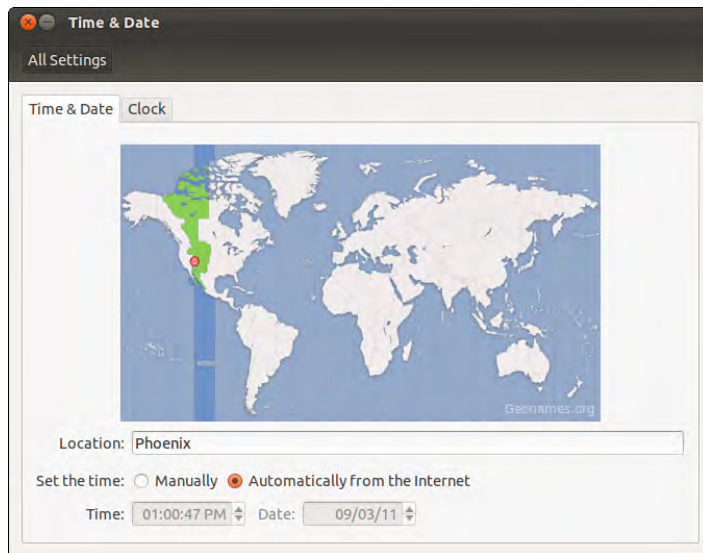 Time & Date
All Settings
Time & Date Clock
Geonames.org
Location: Phoenix
Set the time: Manually Automatically from the Internet
Time: 01:00:47 PM Date: 09/03/11